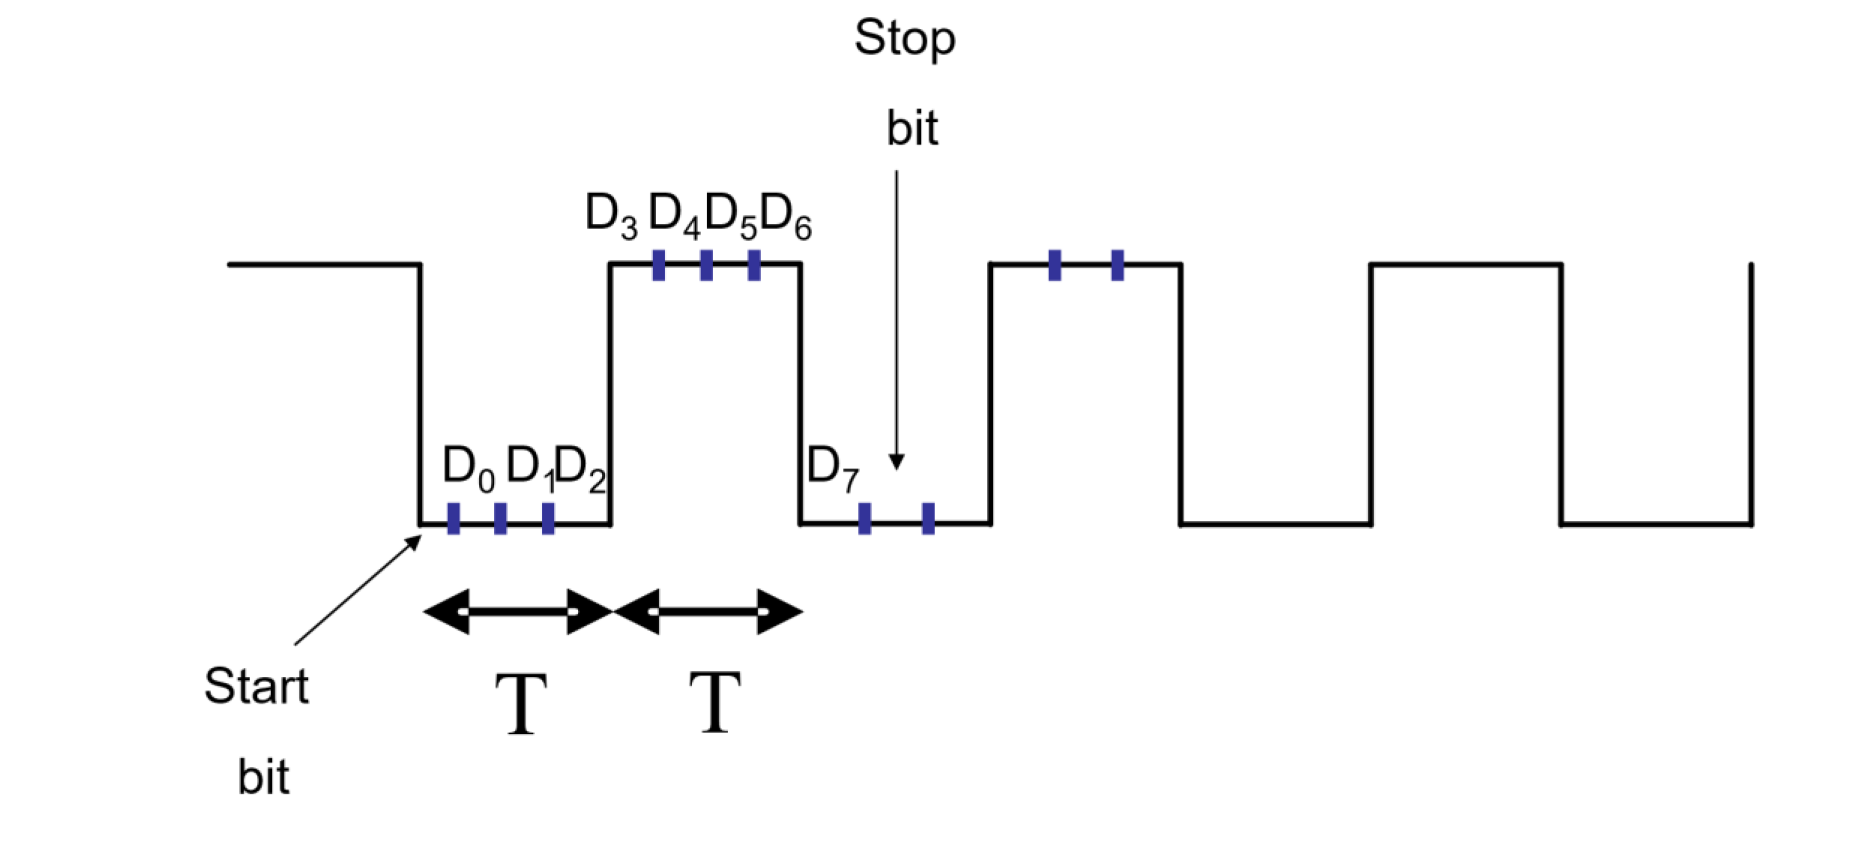 Stop
bit
D3 D4 D5 D6
D0 D1 D2
D7
T T
Start
bit